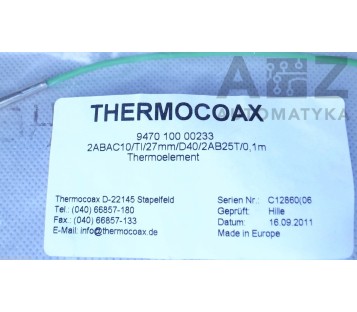 A2Z
AUTOMATYKA
THERMOCOAX
9470 100 00233
2ABAC10/TI/27mm/D40/2AB25T/0,1m
Thermoelement
Thermocoax D-22145 Stapelfeld
Tel.: (040) 66857-180
Fax: (040) 66857-133
E-Mail: info@thermocoax.de
Serien Nr.: C12860(06
Geprüft: Hille
Datum: 16.09.2011
Made in Europe